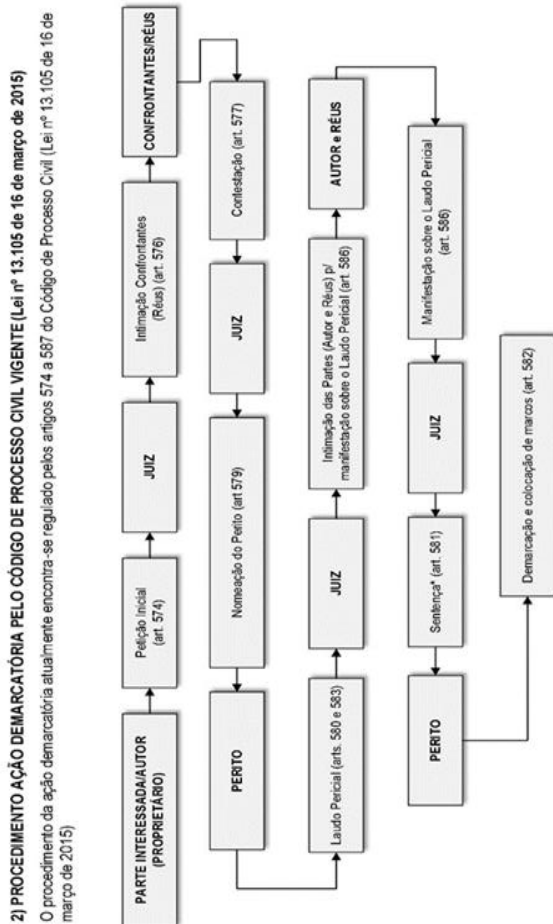 2) PROCEDIMENTO AÇÃO DEMARCATÓRIA PELO CÓDIGO DE PROCESSO CIVIL VIGENTE (Lei nº 13.105 de 16 de março de 2015)
O procedimento da ação demarcatória atualmente encontra-se regulado pelos artigos 574 a 587 do Código de Processo Civil (Lei nº 13.105 de 16 de
março de 2015)
PARTE INTERESSADA/AUTOR
(PROPRIETÁRIO)
Petição Inicial
(art. 574)
JUIZ
Intimação Confrontantes
(Réus) (art. 576)
CONFRONTANTES/RÉUS
Contestação (art. 577)
JUIZ
Nomeação do Perito (art 579)
PERITO
Laudo Pericial (arts. 580 e 583)
JUIZ
Intimação das Partes (Autor e Réus) p/
manifestação sobre o Laudo Pericial (art. 586)
AUTOR e RÉUS
Manifestação sobre o Laudo Pericial
(art. 586)
JUIZ
Sentença* (art. 581)
PERITO
Demarcação e colocação de marcos (art. 582)